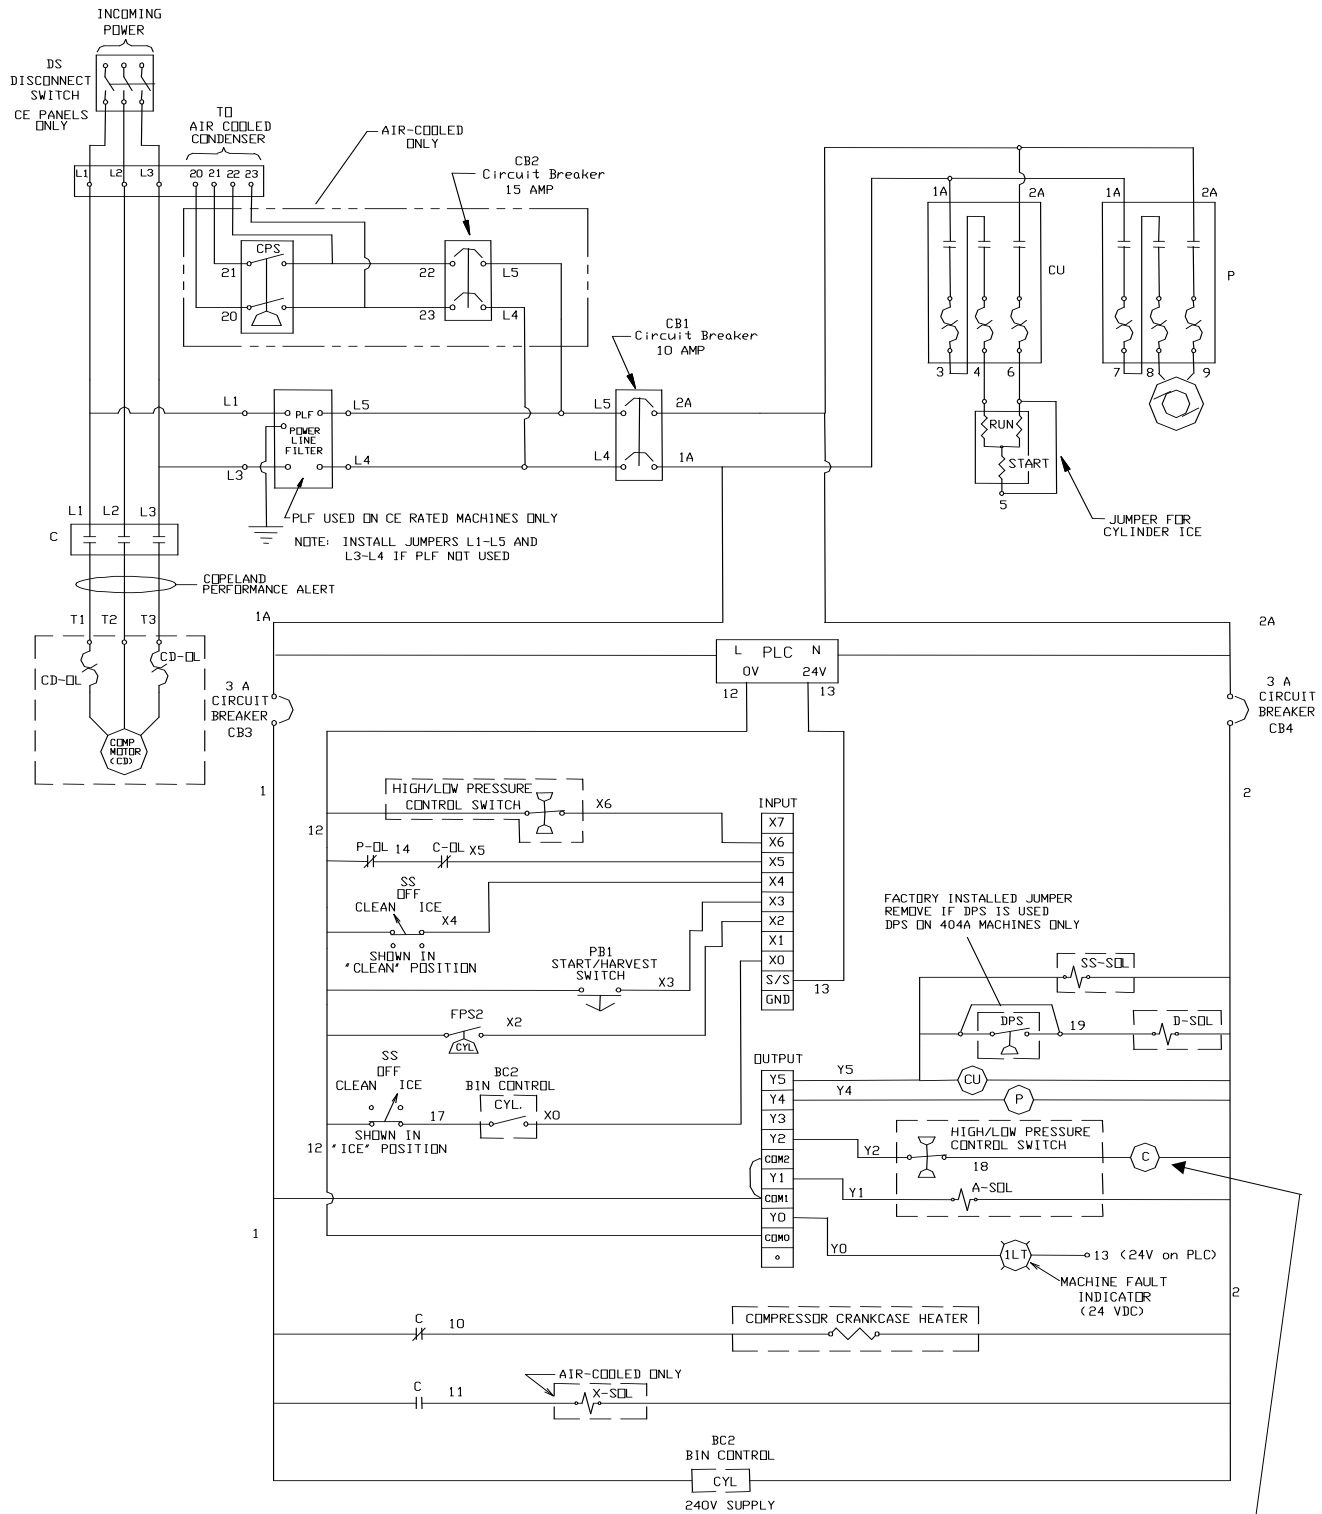 INCOMING
POWER
DS
DISCONNECT
SWITCH
CE PANELS
ONLY
TO
AIR COOLED
CONDENSER
L1 L2 L3 20 21 22 23
AIR-COOLED
ONLY
CB2
Circuit Breaker
15 AMP
CPS
21
20
22
23
L5
L4
CB1
Circuit Breaker
10 AMP
L1
L3
PLF
POWER
LINE
FILTER
L5
L4
L5
L4
2A
1A
PLF USED ON CE RATED MACHINES ONLY
NOTE: INSTALL JUMPERS L1-L5 AND
L3-L4 IF PLF NOT USED
1A
2A
CU
3 4 6
RUN
START
5
JUMPER FOR
CYLINDER ICE
1A
2A
P
7 8 9
L1 L2 L3
C
COPELAND
PERFORMANCE ALERT
T1 T2 T3
CD-OL
CD-OL
COMP
MOTOR
(CD)
1A
2A
L PLC N
0V 24V
12
13
3 A
CIRCUIT
BREAKER
CB3
3 A
CIRCUIT
BREAKER
CB4
1
2
HIGH/LOW PRESSURE
CONTROL SWITCH
X6
12
P-OL 14 C-OL X5
SS
OFF
CLEAN ICE
X4
SHOWN IN
"CLEAN" POSITION
PB1
START/HARVEST
SWITCH
X3
FPS2
X2
CYL
SS
OFF
CLEAN ICE
17
SHOWN IN
"ICE" POSITION
12
BC2
BIN CONTROL
CYL.
X0
INPUT
X7
X6
X5
X4
X3
X2
X1
X0
S/S
GND
13
OUTPUT
Y5
Y4
Y3
Y2
COM2
Y1
COM1
Y0
COM0
FACTORY INSTALLED JUMPER
REMOVE IF DPS IS USED
DPS ON 404A MACHINES ONLY
SS-SOL
DPS
19
D-SOL
Y5
CU
Y4
P
HIGH/LOW PRESSURE
CONTROL SWITCH
Y2
18
C
Y1
A-SOL
Y0
1LT
13 (24V on PLC)
MACHINE FAULT
INDICATOR
(24 VDC)
1
2
C
10
COMPRESSOR CRANKCASE HEATER
C
11
AIR-COOLED ONLY
X-SOL
BC2
BIN CONTROL
CYL
240V SUPPLY